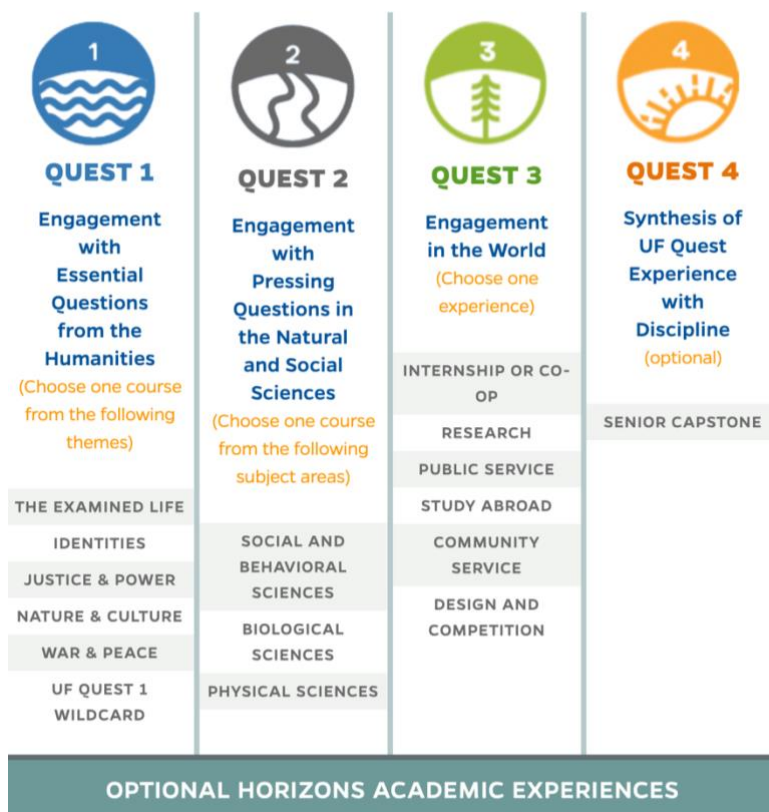 1
QUEST 1
Engagement
with
Essential
Questions
from the
Humanities
(Choose one course
from the following
themes)
THE EXAMINED LIFE
IDENTITIES
JUSTICE & POWER
NATURE & CULTURE
WAR & PEACE
UF QUEST 1
WILDCARD
2
QUEST 2
Engagement
with
Pressing
Questions in
the Natural
and Social
Sciences
(Choose one course
from the following
subject areas)
SOCIAL AND
BEHAVIORAL
SCIENCES
BIOLOGICAL
SCIENCES
PHYSICAL SCIENCES
3
QUEST 3
Engagement
in the World
(Choose one
experience)
INTERNSHIP OR CO-
OP
RESEARCH
PUBLIC SERVICE
STUDY ABROAD
COMMUNITY
SERVICE
DESIGN AND
COMPETITION
4
QUEST 4
Synthesis of
UF Quest
Experience
with
Discipline
(optional)
SENIOR CAPSTONE
OPTIONAL HORIZONS ACADEMIC EXPERIENCES